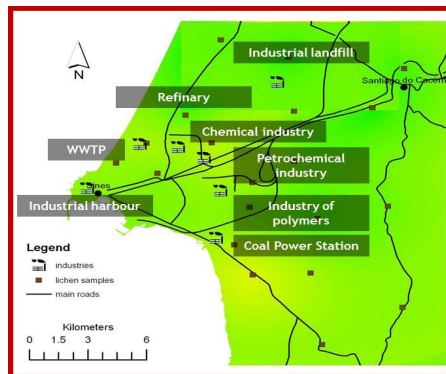 Industrial landfill
Santiago do Cacém
Refinary
Chemical industry
WWTP
Petrochemical
industry
Sines
Industrial harbour
Industry of
polymers
Coal Power Station
N
Legend
industries
lichen samples
main roads
Kilometers
0 1.5 3 6